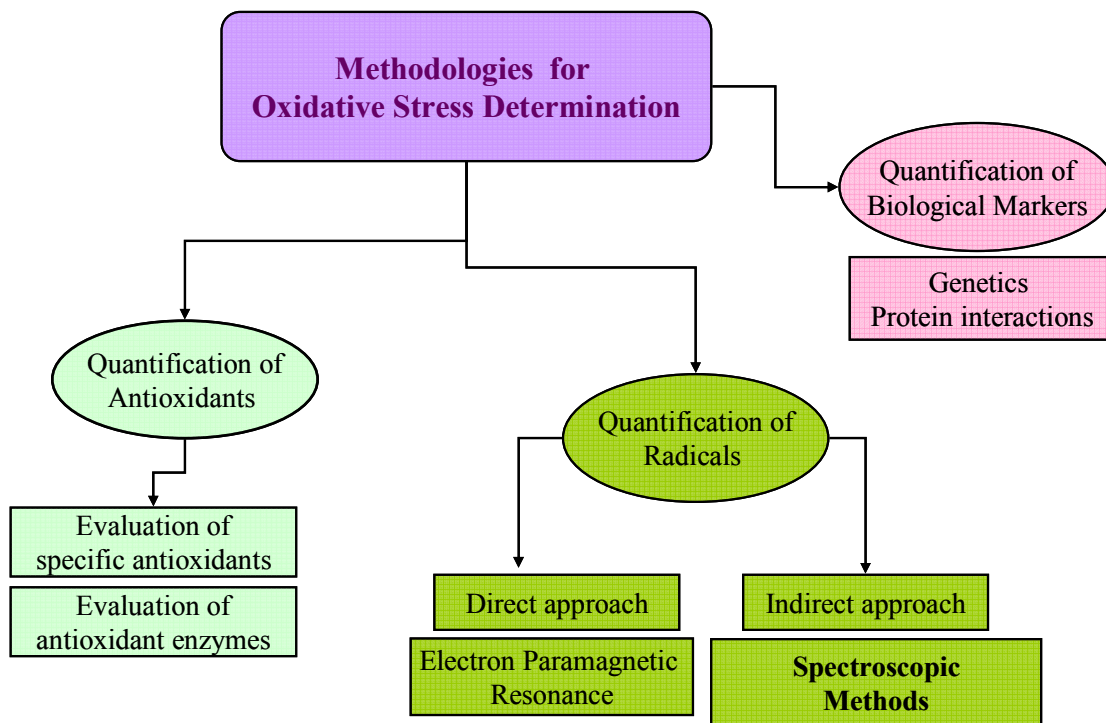 Methodologies for
Oxidative Stress Determination
Quantification of
Biological Markers
Genetics
Protein interactions
Quantification of
Antioxidants
Evaluation of
specific antioxidants
Evaluation of
antioxidant enzymes
Quantification of
Radicals
Direct approach
Electron Paramagnetic
Resonance
Indirect approach
Spectroscopic
Methods